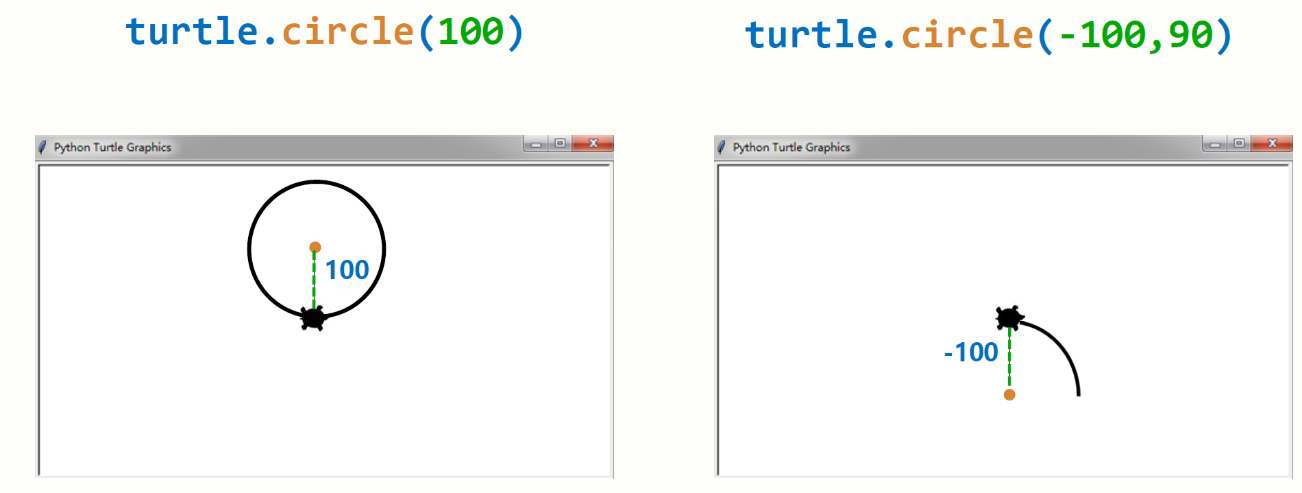 turtle.circle(100)
turtle.circle(-100,90)
Python Turtle Graphics
100
Python Turtle Graphics
-100